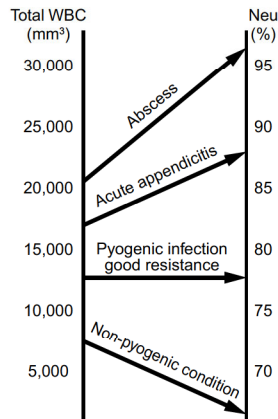 Total WBC Neu
(mm³) (%)
30,000 95
25,000 90
Abscess
20,000 85
Acute appendicitis
15,000 80
Pyogenic infection
good resistance
10,000 75
Non-pyogenic condition
5,000 70